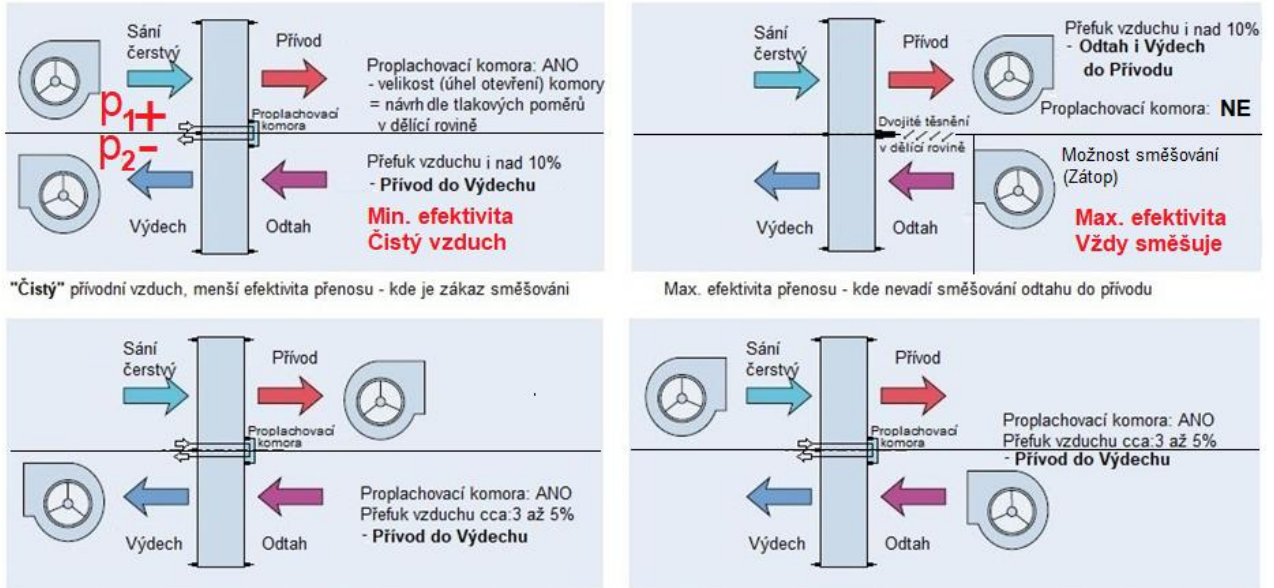 Sání
čerstvý
Přívod
Proplachovací komora: ANO
- velikost (úhel otevření) komory
= návrh dle tlakových poměrů
v dělící rovině
p1+
p2-
Proplachovací
komora
Přefuk vzduchu i nad 10%
- Přívod do Výdechu
Min. efektivita
Čistý vzduch
Výdech
Odtah
"Čistý" přívodní vzduch, menší efektivita přenosu - kde je zákaz směšováni
Sání
čerstvý
Přívod
Přefuk vzduchu i nad 10%
- Odtah i Výdech
do Přívodu
Proplachovací komora: NE
Dvojité těsnění
v dělící rovině
Možnost směšování
(Zátop)
Max. efektivita
Vždy směšuje
Výdech
Odtah
Max. efektivita přenosu - kde nevadí směšování odtahu do přívodu
Sání
čerstvý
Přívod
Proplachovací
komora
Proplachovací komora: ANO
Přefuk vzduchu cca:3 až 5%
- Přívod do Výdechu
Výdech
Odtah
Sání
čerstvý
Přívod
Proplachovací
komora
Proplachovací komora: ANO
Přefuk vzduchu cca:3 až 5%
- Přívod do Výdechu
Výdech
Odtah